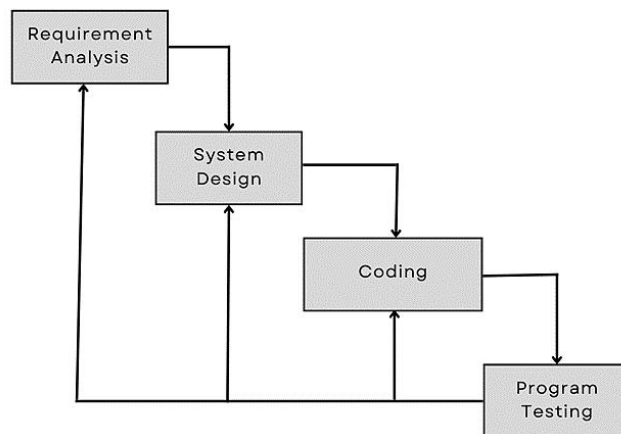 Requirement
Analysis
System
Design
Coding
Program
Testing